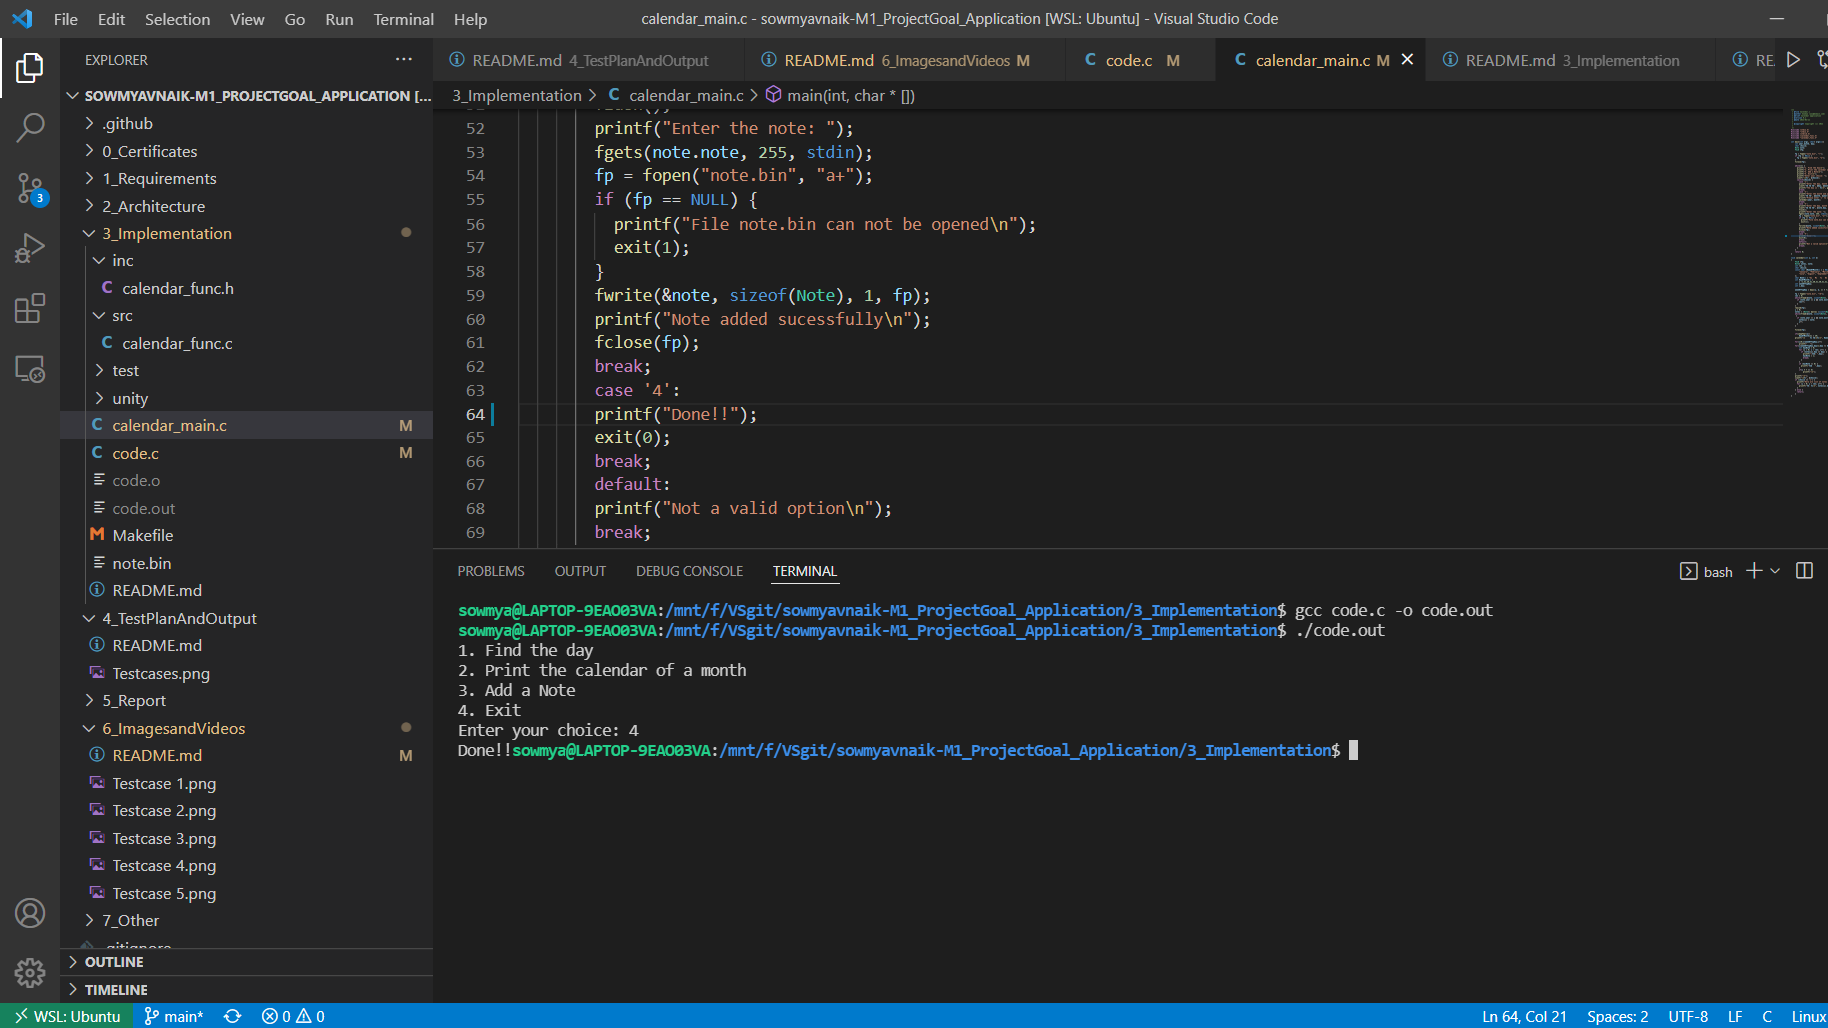 File Edit Selection View Go Run Terminal Help
calendar_main.c - sowmyavnaik-M1_ProjectGoal_Application [WSL: Ubuntu] - Visual Studio Code
EXPLORER
README.md 4_TestPlanAndOutput
README.md 6_ImagesandVideos M
code.c M
calendar_main.c M
README.md 3_Implementation
RE
SOWMYAVNAIK-M1_PROJECTGOAL_APPLICATION [...
.github
0_Certificates
1_Requirements
2_Architecture
3_Implementation
inc
C calendar_func.h
src
C calendar_func.c
test
unity
C calendar_main.c M
C code.c M
code.o
code.out
Makefile
note.bin
README.md
4_TestPlanAndOutput
README.md
Testcases.png
5_Report
6_ImagesandVideos
README.md M
Testcase 1.png
Testcase 2.png
Testcase 3.png
Testcase 4.png
Testcase 5.png
7_Other
.gitignore
OUTLINE
TIMELINE
3
3_Implementation > C calendar_main.c > main(int, char * [])
52 printf("Enter the note: ");
53 fgets(note.note, 255, stdin);
54 fp = fopen("note.bin", "a+");
55 if (fp == NULL) {
56 printf("File note.bin can not be opened\n");
57 exit(1);
58 }
59 fwrite(&note, sizeof(Note), 1, fp);
60 printf("Note added sucessfully\n");
61 fclose(fp);
62 break;
63 case '4':
64 printf("Done!!");
65 exit(0);
66 break;
67 default:
68 printf("Not a valid option\n");
69 break;
PROBLEMS OUTPUT DEBUG CONSOLE TERMINAL
bash
sowmya@LAPTOP-9EAO03VA:/mnt/f/VSgit/sowmyavnaik-M1_ProjectGoal_Application/3_Implementation$ gcc code.c -o code.out
sowmya@LAPTOP-9EAO03VA:/mnt/f/VSgit/sowmyavnaik-M1_ProjectGoal_Application/3_Implementation$ ./code.out
1. Find the day
2. Print the calendar of a month
3. Add a Note
4. Exit
Enter your choice: 4
Done!!sowmya@LAPTOP-9EAO03VA:/mnt/f/VSgit/sowmyavnaik-M1_ProjectGoal_Application/3_Implementation$
WSL: Ubuntu main* 0 0
Ln 64, Col 21 Spaces: 2 UTF-8 LF C Linux